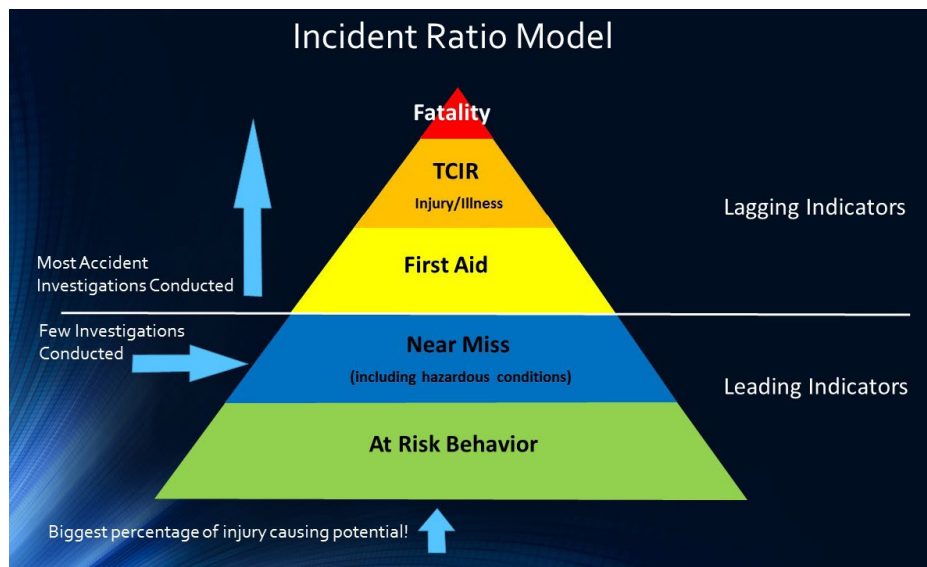 Incident Ratio Model
Fatality
TCIR
Injury/Illness
Lagging Indicators
First Aid
Most Accident
Investigations Conducted
Few Investigations
Conducted
Near Miss
(including hazardous conditions)
Leading Indicators
At Risk Behavior
Biggest percentage of injury causing potential!